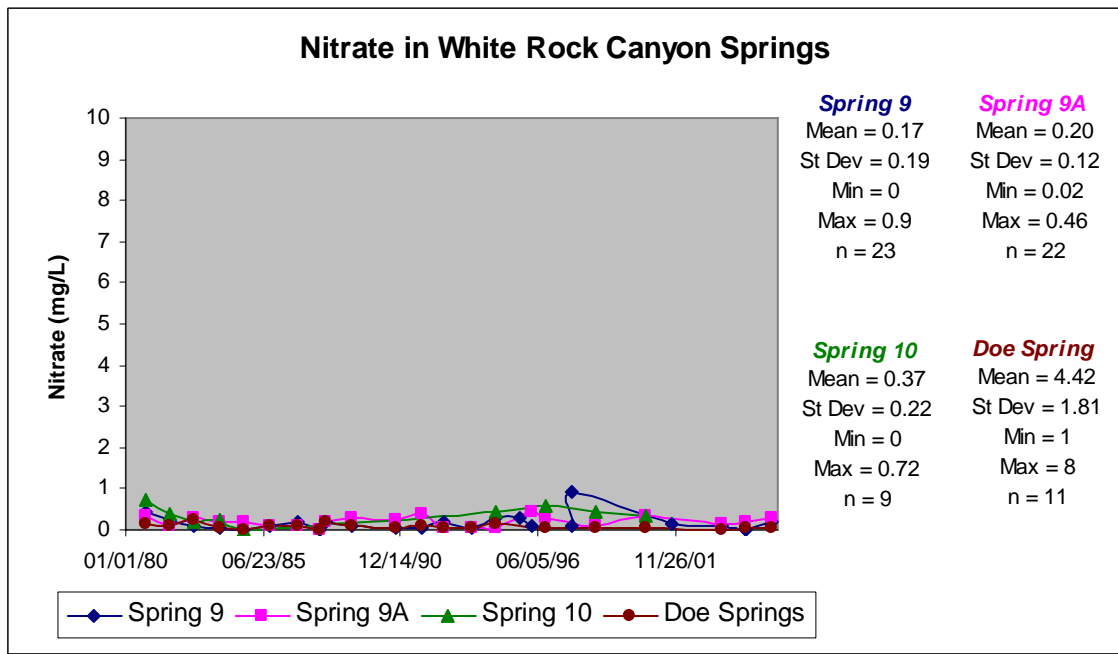 Nitrate in White Rock Canyon Springs
Nitrate (mg/L)
10
9
8
7
6
5
4
3
2
1
0
01/01/80 06/23/85 12/14/90 06/05/96 11/26/01
Spring 9
Mean = 0.17
St Dev = 0.19
Min = 0
Max = 0.9
n = 23
Spring 9A
Mean = 0.20
St Dev = 0.12
Min = 0.02
Max = 0.46
n = 22
Spring 10
Mean = 0.37
St Dev = 0.22
Min = 0
Max = 0.72
n = 9
Doe Spring
Mean = 4.42
St Dev = 1.81
Min = 1
Max = 8
n = 11
Spring 9 Spring 9A Spring 10 Doe Springs